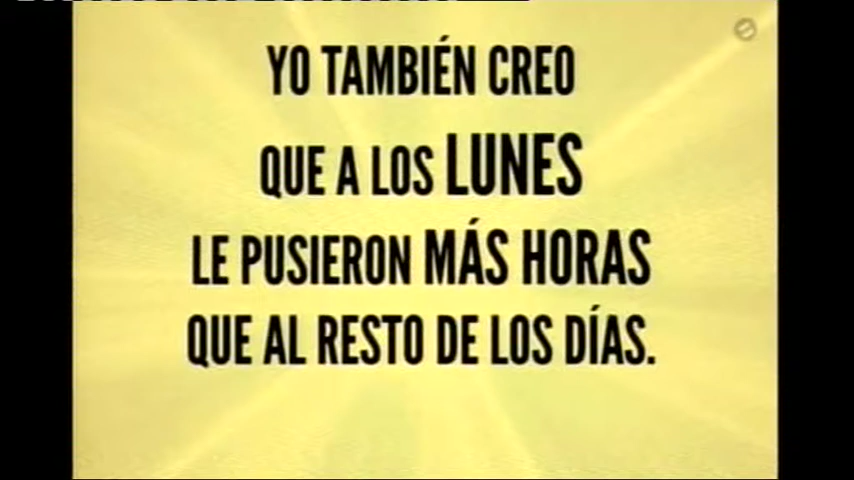 YO TAMBIÉN CREO
QUE A LOS LUNES
LE PUSIERON MÁS HORAS
QUE AL RESTO DE LOS DÍAS.